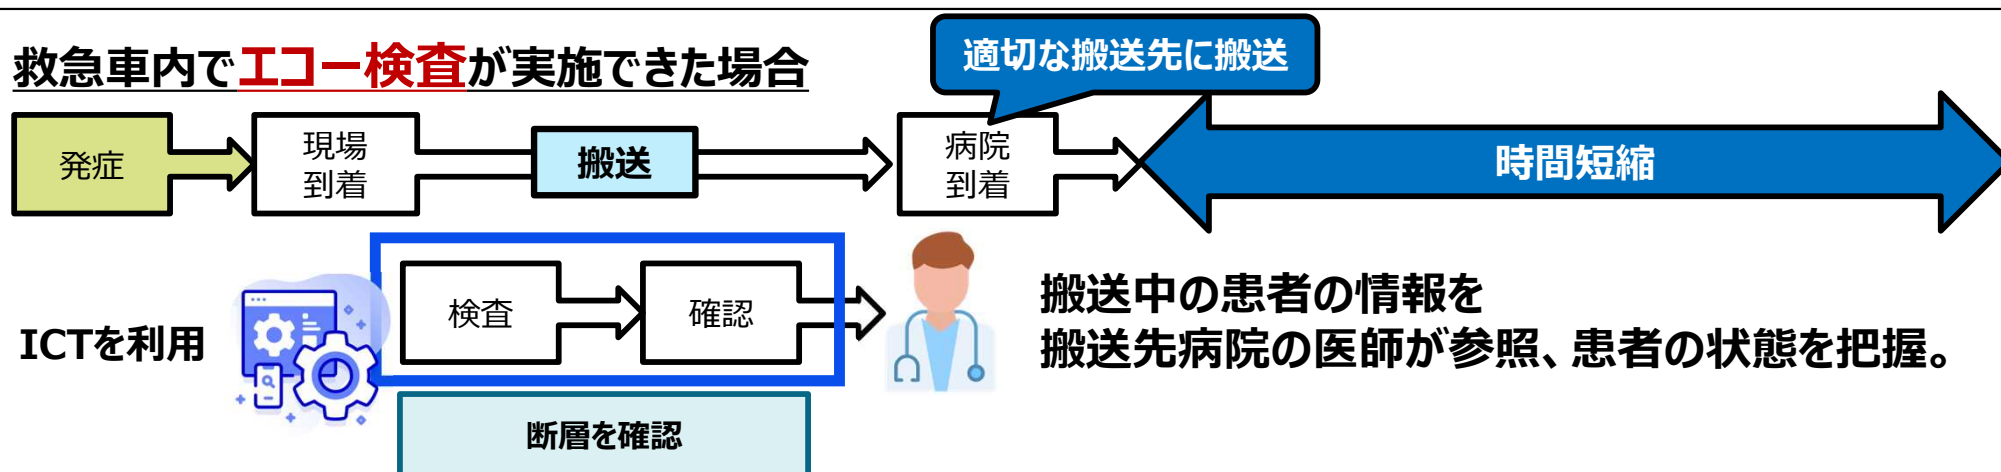 適切な搬送先に搬送
救急車内でエコー検査が実施できた場合
発症
現場
到着
搬送
病院
到着
時間短縮
ICTを利用
検査
確認
搬送中の患者の情報を
搬送先病院の医師が参照、患者の状態を把握。
断層を確認